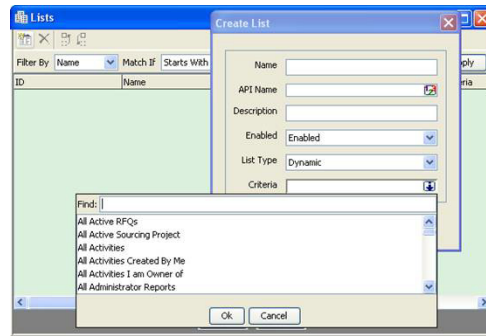 Lists
Create List
Filter By Name Match If Starts With
ply
ID Name
ria
Name
API Name
Description
Enabled Enabled
List Type Dynamic
Criteria
Find:
All Active RFQs
All Active Sourcing Project
All Activities
All Activities Created By Me
All Activities I am Owner of
All Administrator Reports
Ok Cancel